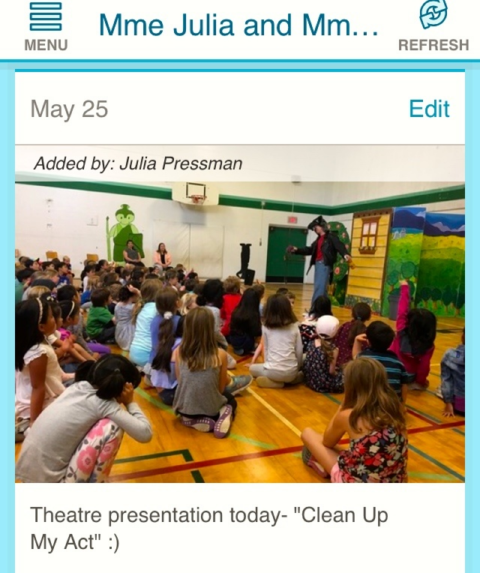 Mme Julia and Mm...
MENU
REFRESH
May 25
Edit
Added by: Julia Pressman
Theatre presentation today- "Clean Up
My Act" :)